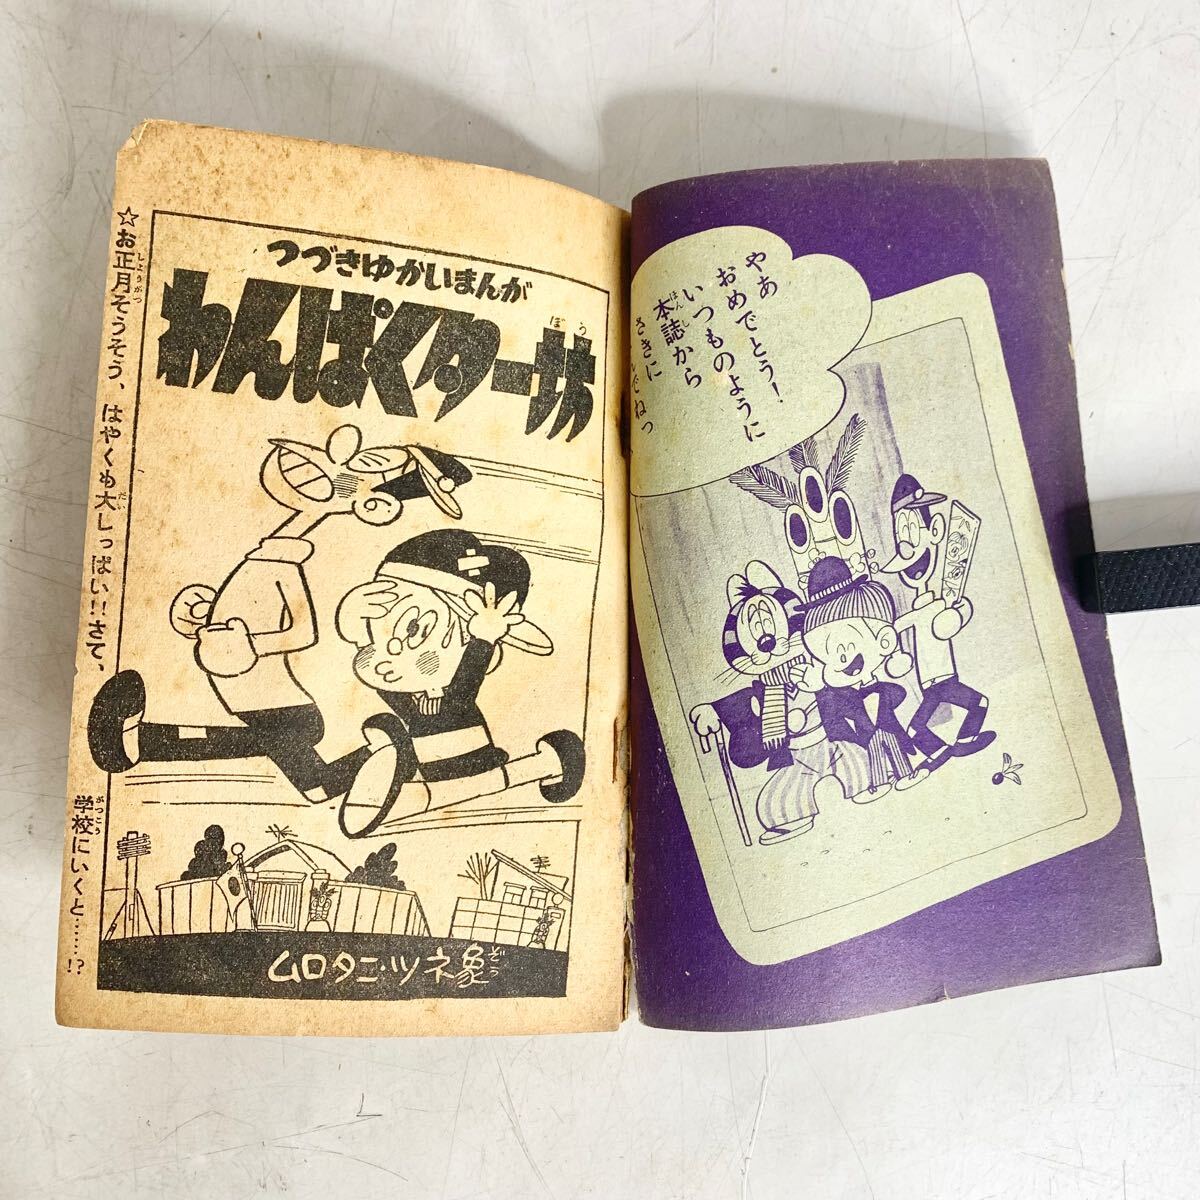 やあ
おめでとう！
いつものように
本誌から
さきに
でねっ
つづきゆかいまんが
わんぱくター坊
☆お正月そうそう、はやくも大しっぱい!!さて、学校にいくと……!?
ムロタニ・ツネ象